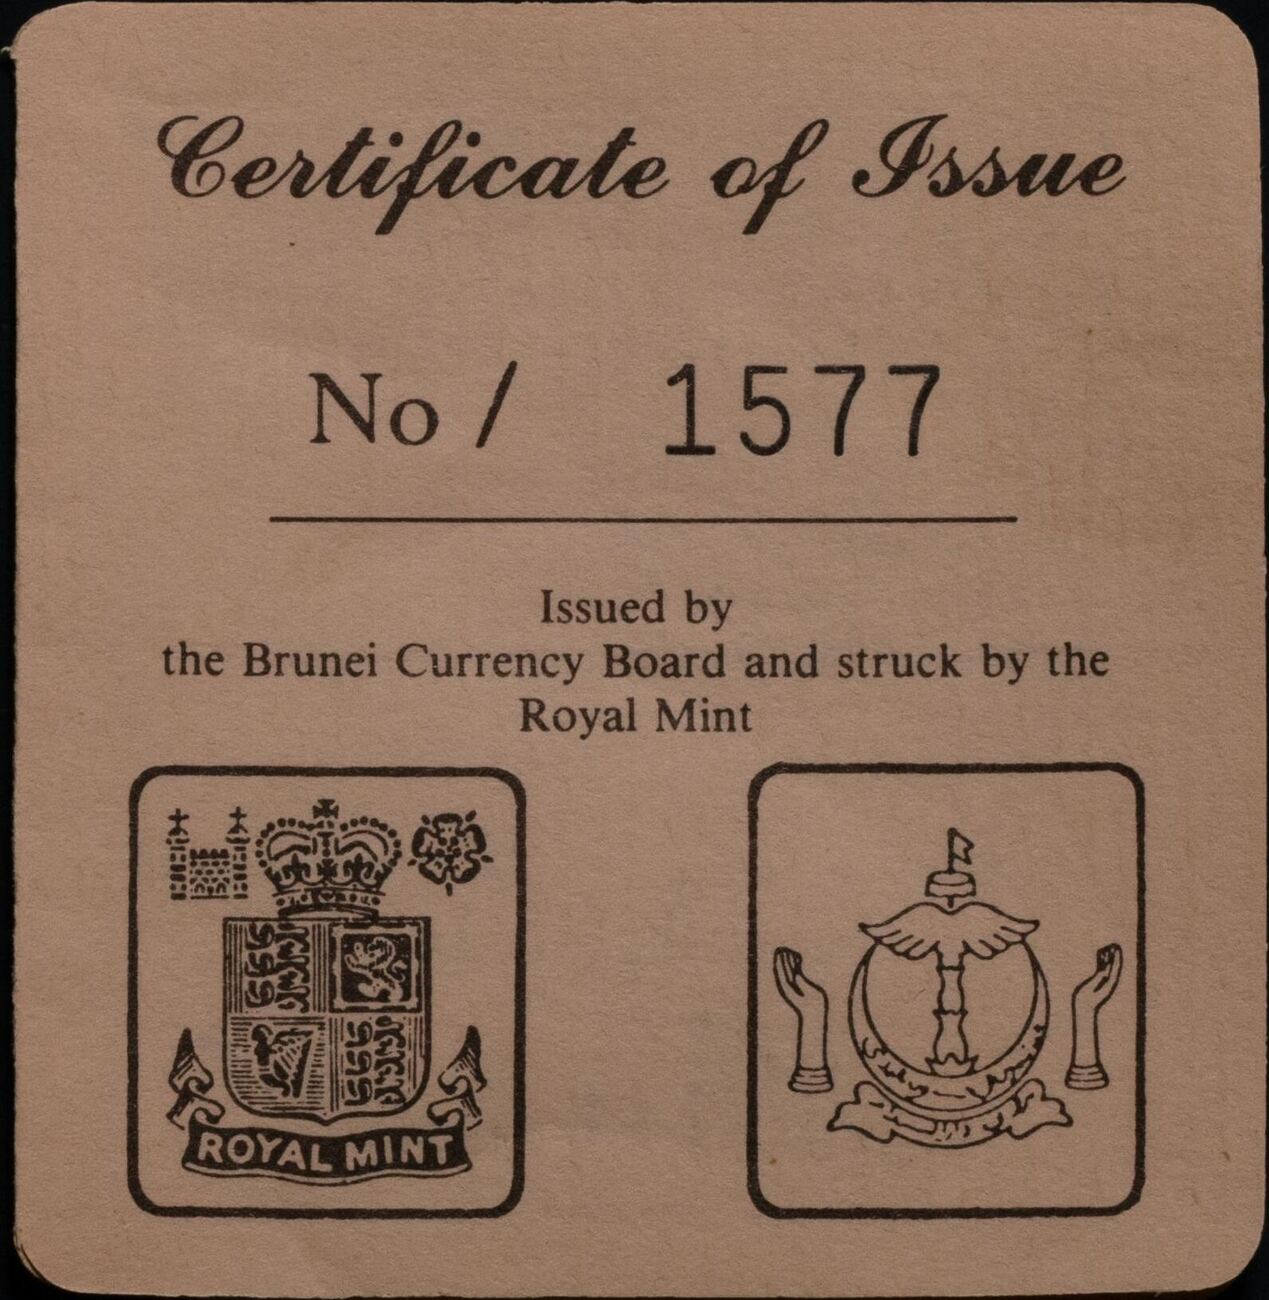 Certificate of Issue
No / 1577
Issued by
the Brunei Currency Board and struck by the
Royal Mint
ROYAL MINT